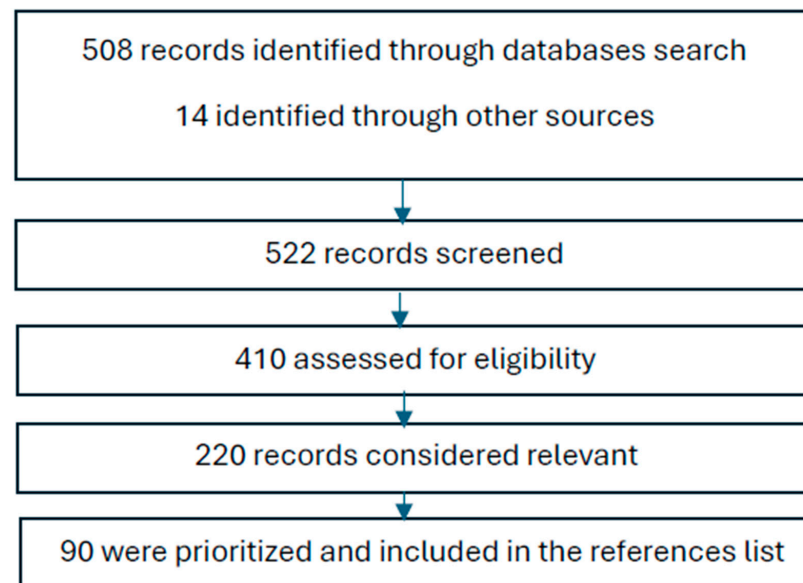 508 records identified through databases search
14 identified through other sources
522 records screened
410 assessed for eligibility
220 records considered relevant
90 were prioritized and included in the references list